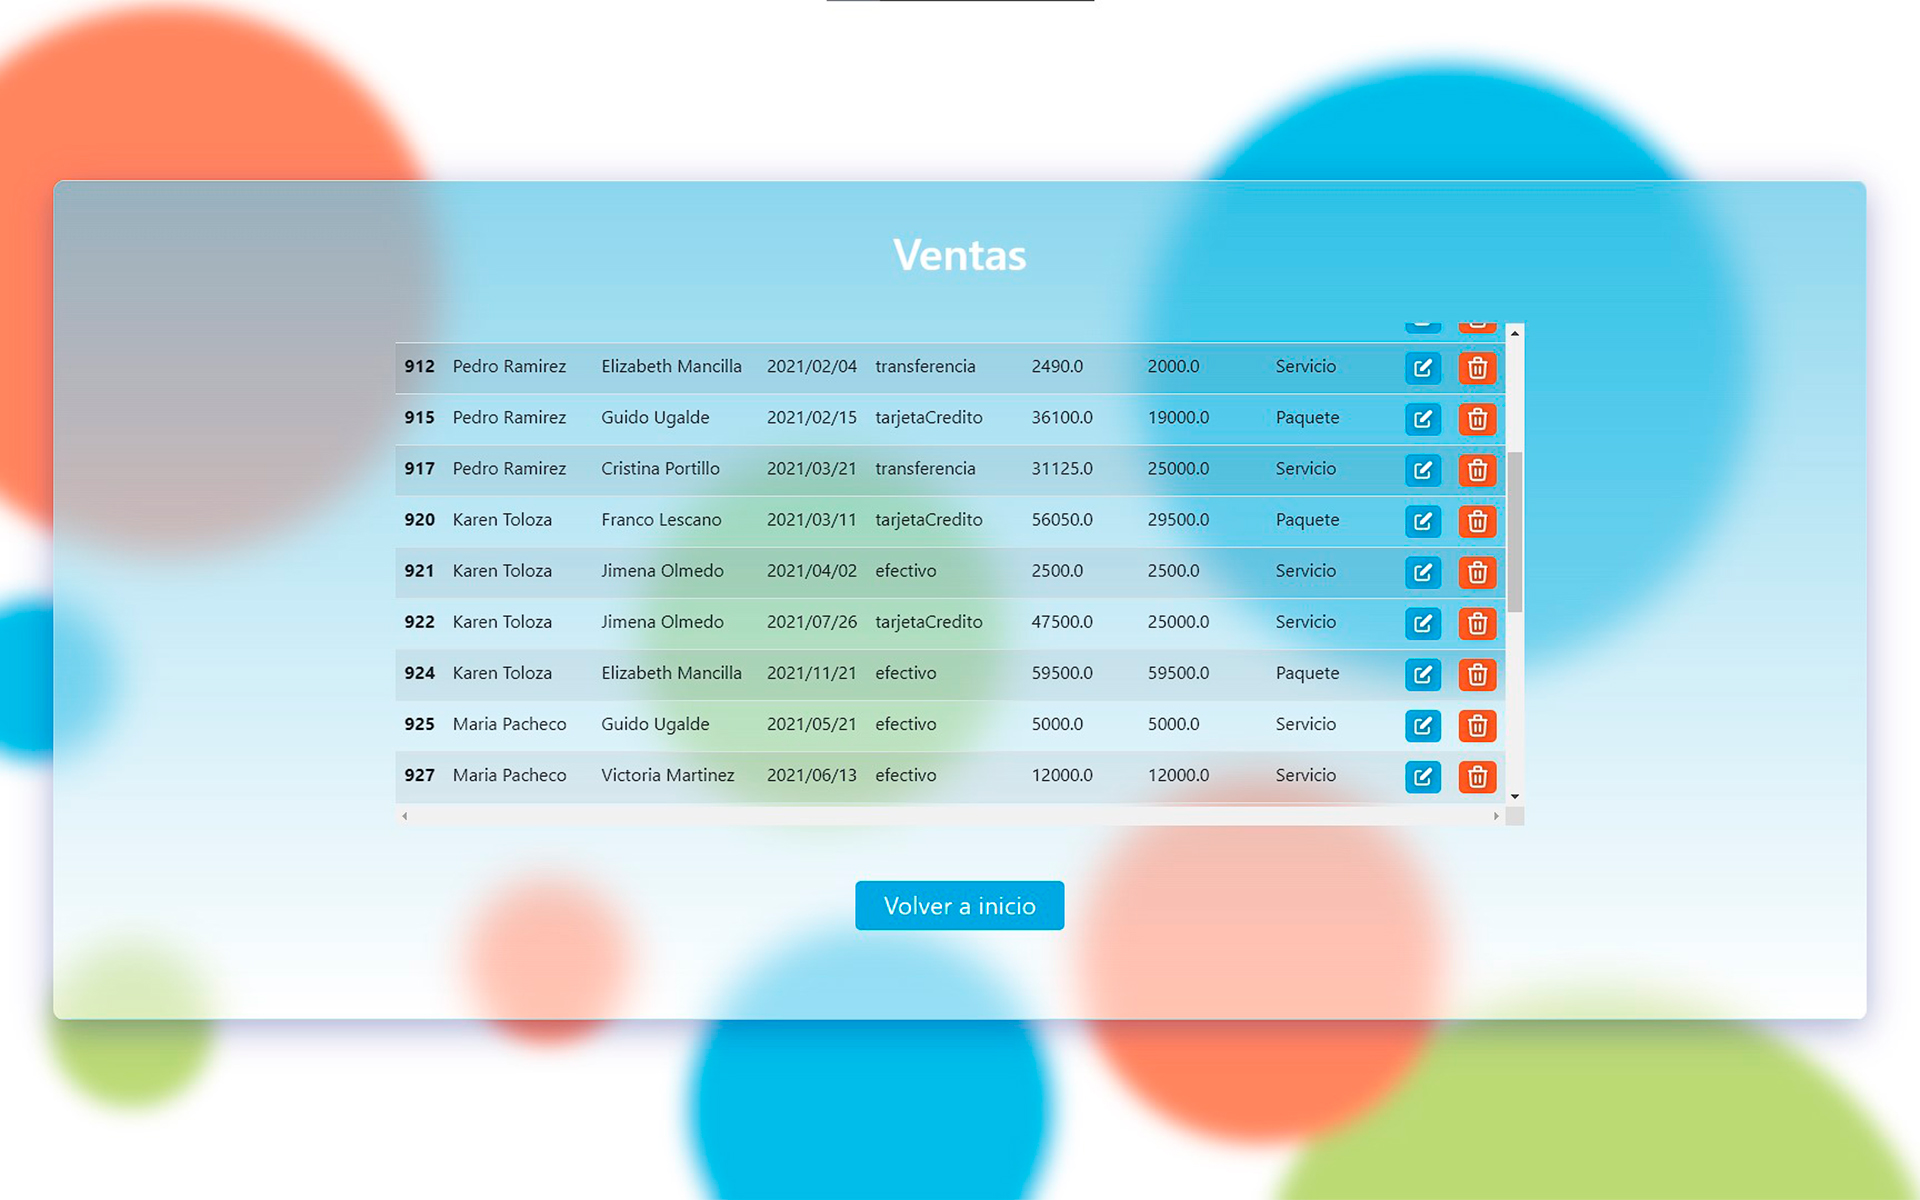 Ventas
912 Pedro Ramirez Elizabeth Mancilla 2021/02/04 transferencia 2490.0 2000.0 Servicio
915 Pedro Ramirez Guido Ugalde 2021/02/15 tarjetaCredito 36100.0 19000.0 Paquete
917 Pedro Ramirez Cristina Portillo 2021/03/21 transferencia 31125.0 25000.0 Servicio
920 Karen Toloza Franco Lescano 2021/03/11 tarjetaCredito 56050.0 29500.0 Paquete
921 Karen Toloza Jimena Olmedo 2021/04/02 efectivo 2500.0 2500.0 Servicio
922 Karen Toloza Jimena Olmedo 2021/07/26 tarjetaCredito 47500.0 25000.0 Servicio
924 Karen Toloza Elizabeth Mancilla 2021/11/21 efectivo 59500.0 59500.0 Paquete
925 Maria Pacheco Guido Ugalde 2021/05/21 efectivo 5000.0 5000.0 Servicio
927 Maria Pacheco Victoria Martinez 2021/06/13 efectivo 12000.0 12000.0 Servicio
Volver a inicio